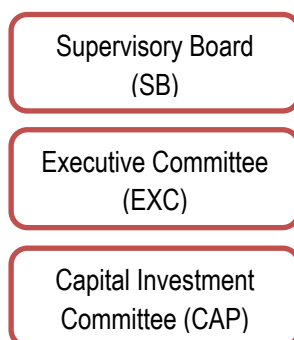 Supervisory Board
(SB)
Executive Committee
(EXC)
Capital Investment
Committee (CAP)